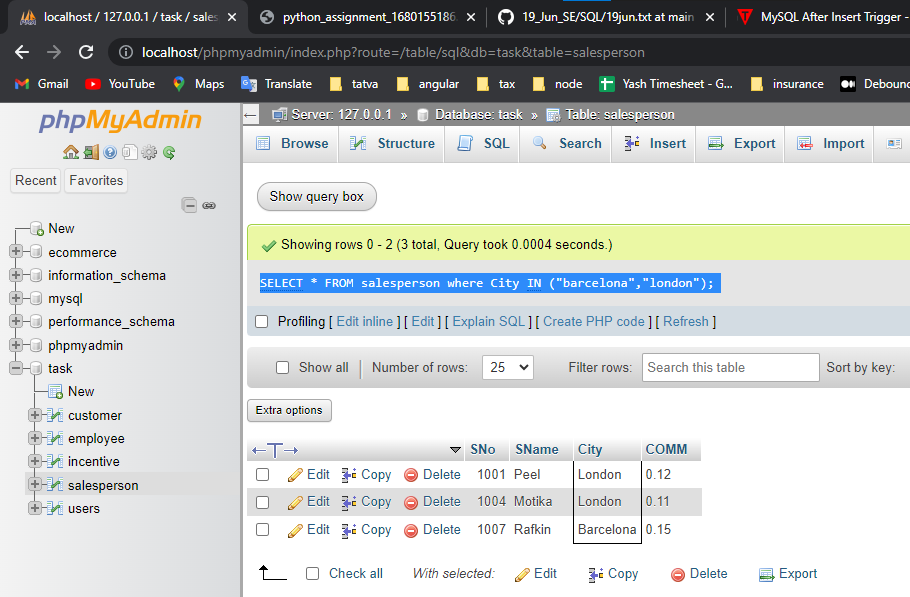 localhost / 127.0.0.1 / task / sales
python_assignment_1680155186.
19_Jun_SE/SQL/19jun.txt at main
MySQL After Insert Trigger -
localhost/phpmyadmin/index.php?route=/table/sql&db=task&table=salesperson
Gmail YouTube Maps Translate tatva angular tax node Yash Timesheet - G... insurance Debound
phpMyAdmin
Recent Favorites
New
ecommerce
information_schema
mysql
performance_schema
phpmyadmin
task
New
customer
employee
incentive
salesperson
users
Server: 127.0.0.1 » Database: task » Table: salesperson
Browse Structure SQL Search Insert Export Import
Show query box
Showing rows 0 - 2 (3 total, Query took 0.0004 seconds.)
SELECT * FROM salesperson where City IN ("barcelona","london");
Profiling [ Edit inline ] [ Edit ] [ Explain SQL ] [ Create PHP code ] [ Refresh ]
Show all Number of rows: 25 Filter rows: Search this table Sort by key:
Extra options
←T→ SNo SName City COMM
Edit Copy Delete 1001 Peel London 0.12
Edit Copy Delete 1004 Motika London 0.11
Edit Copy Delete 1007 Rafkin Barcelona 0.15
Check all With selected: Edit Copy Delete Export